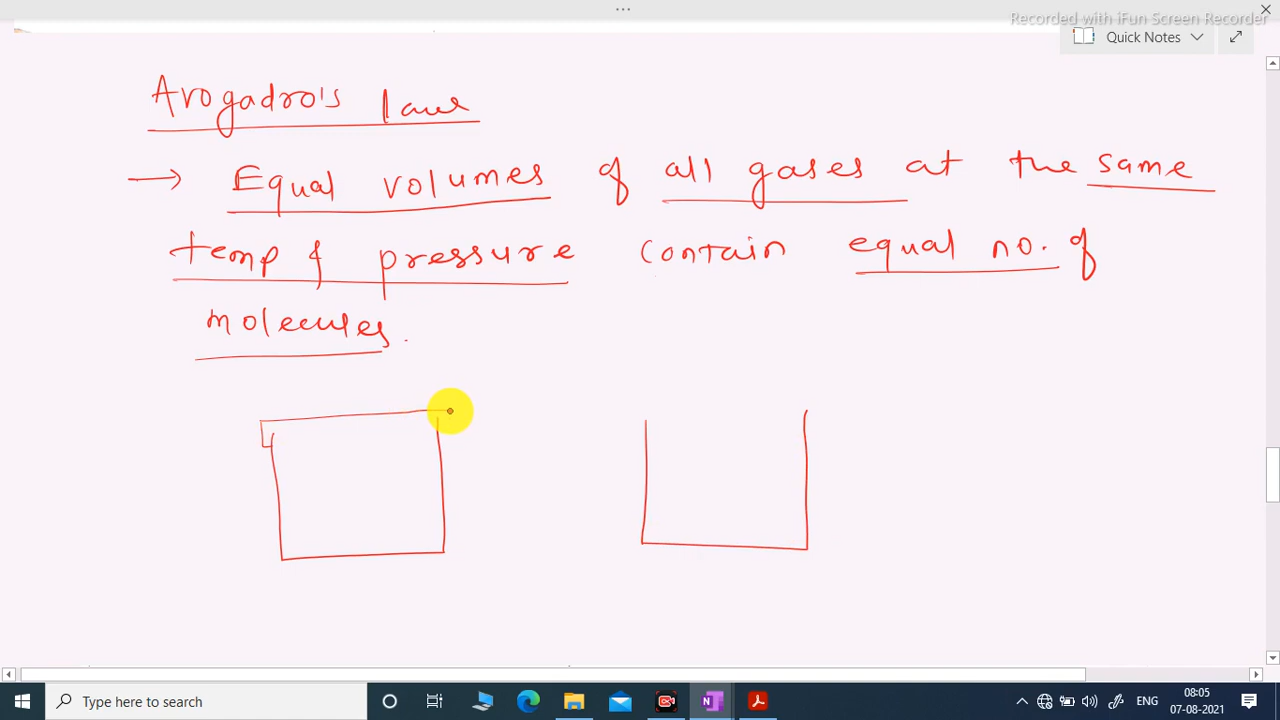 Recorded with iFun Screen Recorder
Quick Notes
Avogadro's law
→ Equal volumes of all gases at the same
temp & pressure contain equal no. of
molecules.
Type here to search
ENG
08:05
07-08-2021